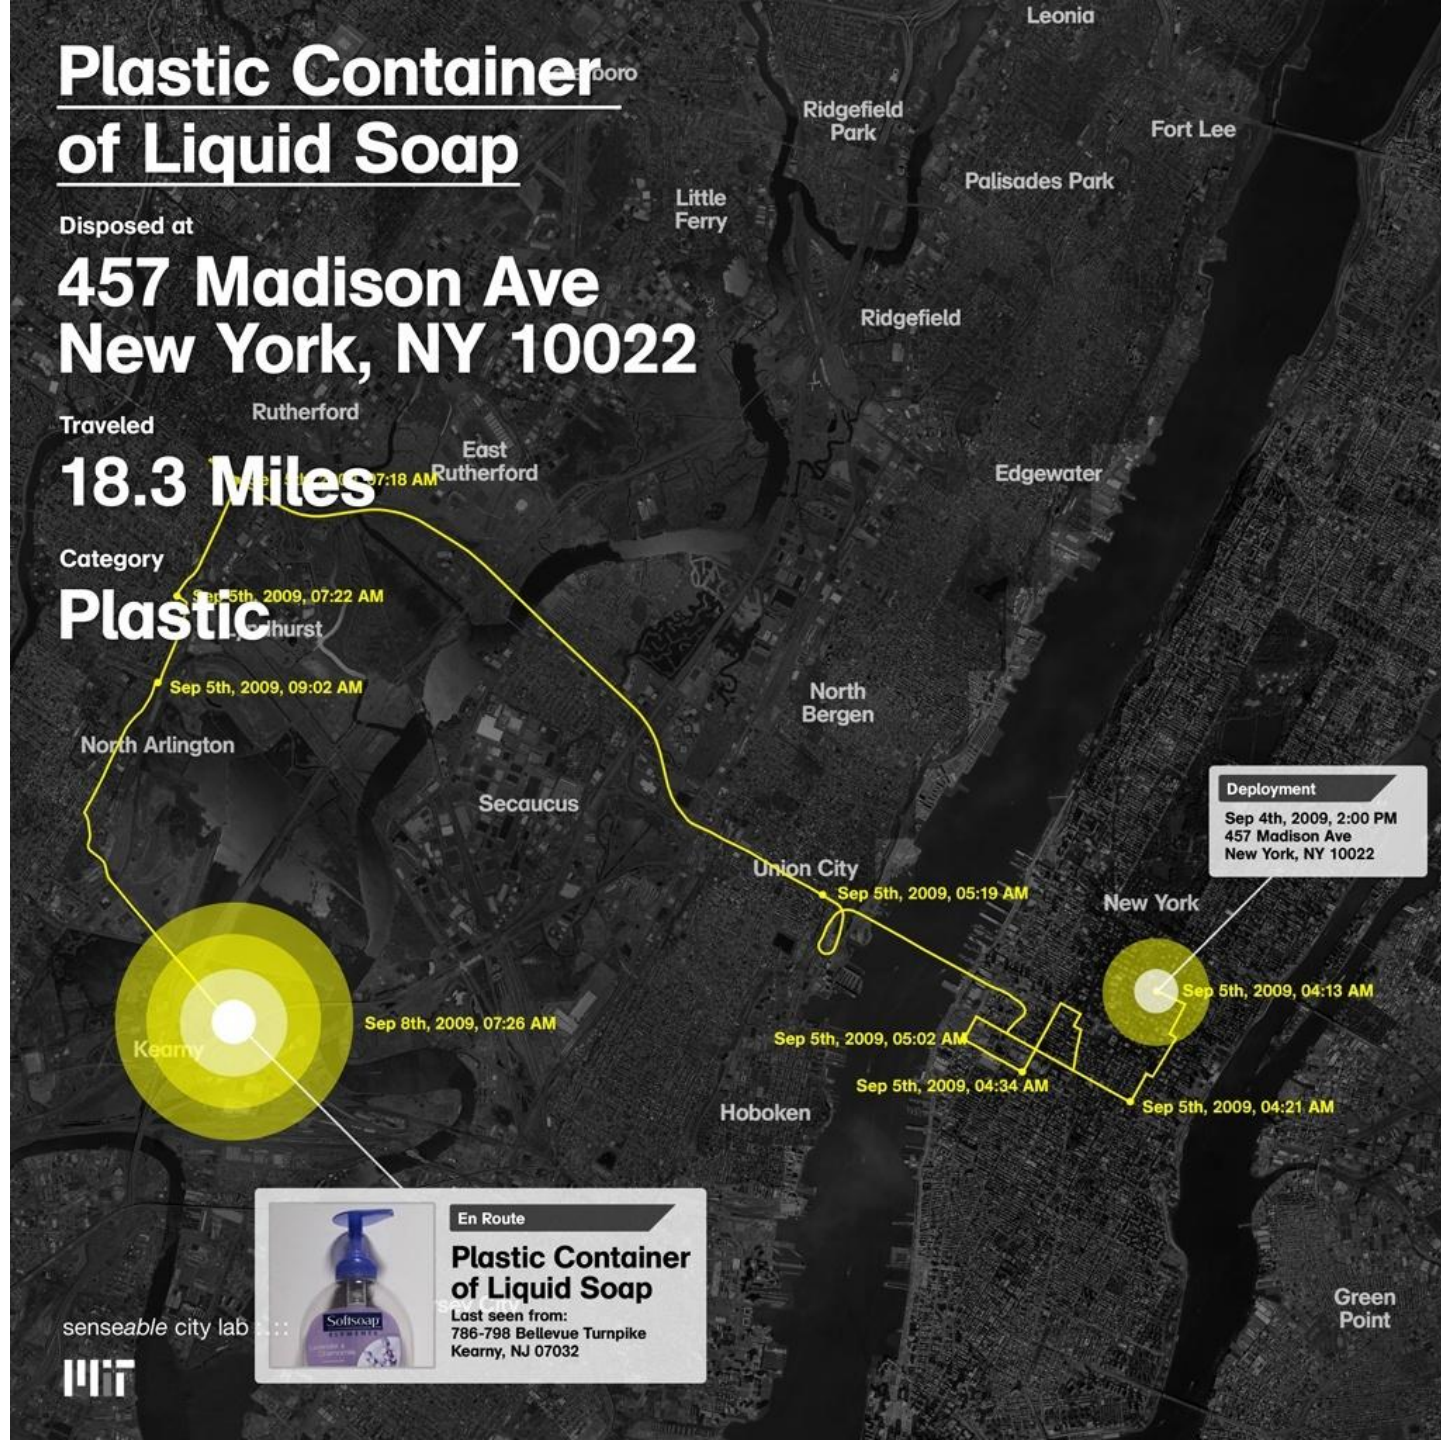 Plastic Container
of Liquid Soap
Disposed at
457 Madison Ave
New York, NY 10022
Traveled
18.3 Miles
Category
Plastic
Leonia
Ridgefield
Park
Fort Lee
Palisades Park
Little
Ferry
Ridgefield
Rutherford
East
Rutherford
Edgewater
07:18 AM
Sep 5th, 2009, 07:22 AM
Lyndhurst
Sep 5th, 2009, 09:02 AM
North Arlington
North
Bergen
Secaucus
Union City
Sep 5th, 2009, 05:19 AM
Deployment
Sep 4th, 2009, 2:00 PM
457 Madison Ave
New York, NY 10022
New York
Sep 5th, 2009, 04:13 AM
Sep 8th, 2009, 07:26 AM
Kearny
Sep 5th, 2009, 05:02 AM
Sep 5th, 2009, 04:34 AM
Sep 5th, 2009, 04:21 AM
Hoboken
En Route
Plastic Container
of Liquid Soap
Last seen from:
786-798 Bellevue Turnpike
Kearny, NJ 07032
Softsoap
ELEMENTS
Green
Point
senseable city lab
MIT